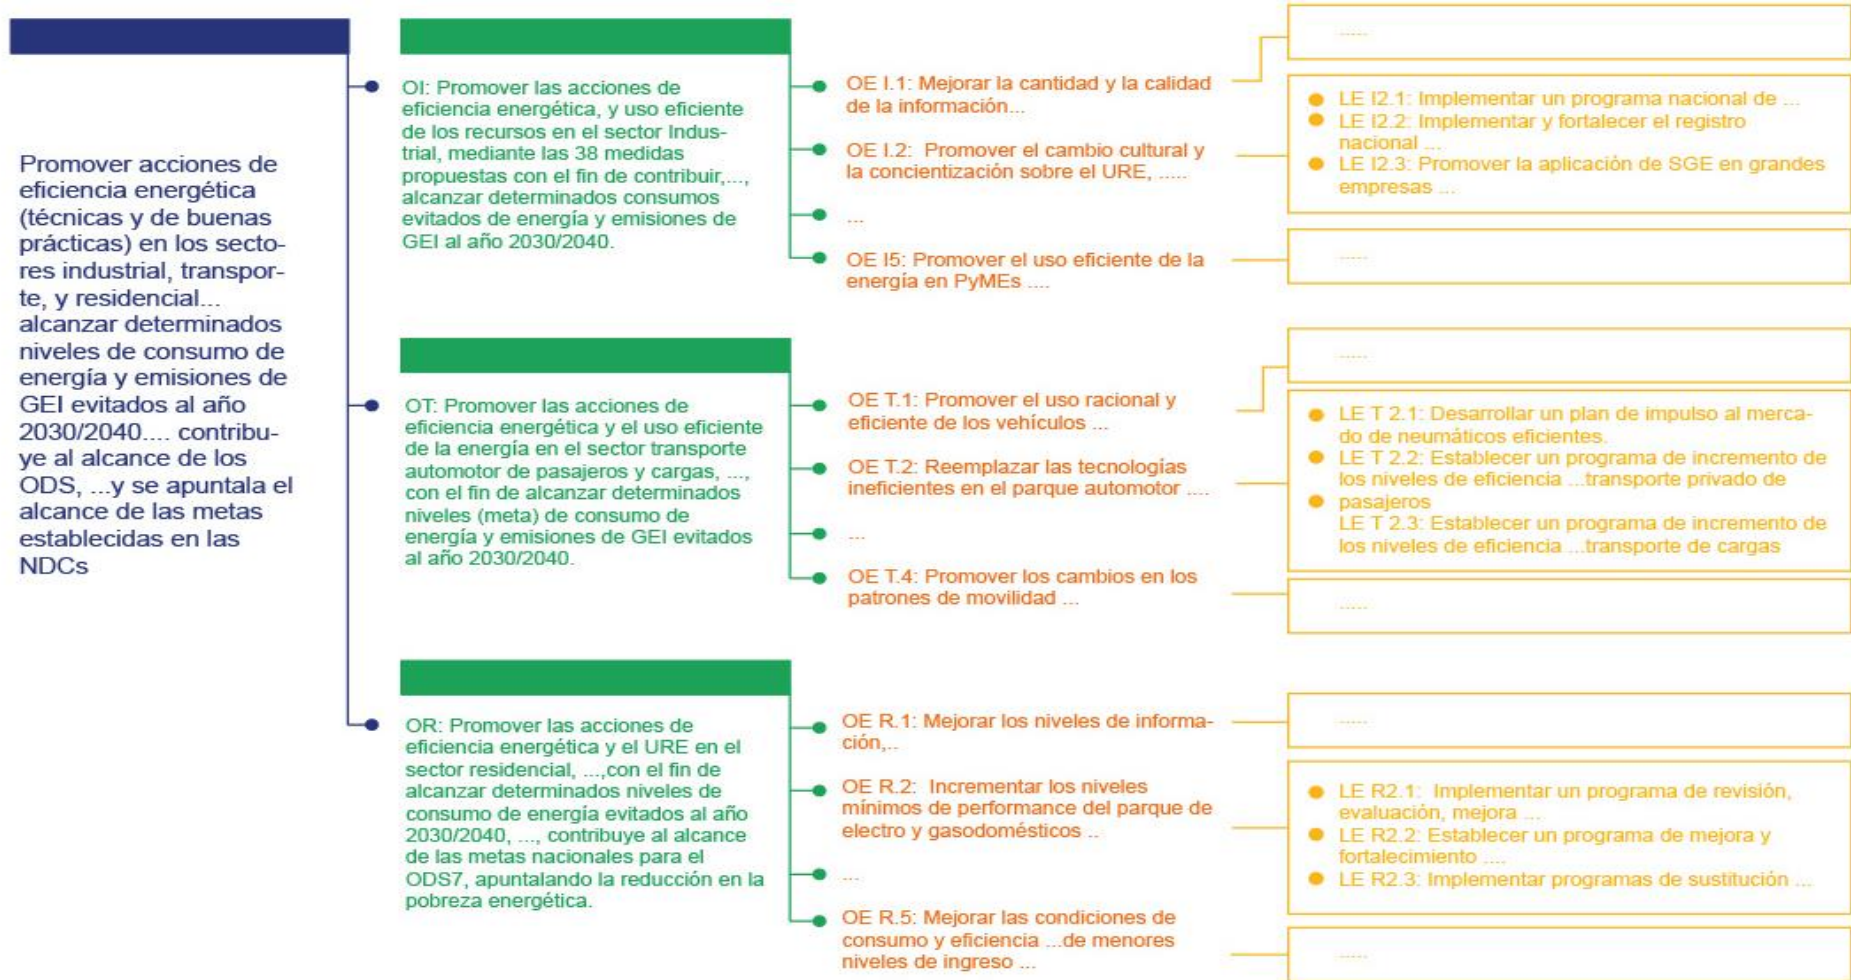 Promover acciones de
eficiencia energética
(técnicas y de buenas
prácticas) en los secto-
res industrial, transpor-
te, y residencial...
alcanzar determinados
niveles de consumo de
energía y emisiones de
GEI evitados al año
2030/2040.... contribu-
ye al alcance de los
ODS, ...y se apuntala el
alcance de las metas
establecidas en las
NDCs
OI: Promover las acciones de
eficiencia energética, y uso eficiente
de los recursos en el sector Indus-
trial, mediante las 38 medidas
propuestas con el fin de contribuir,...,
alcanzar determinados consumos
evitados de energía y emisiones de
GEI al año 2030/2040.
OE I.1: Mejorar la cantidad y la calidad
de la información...
OE I.2:  Promover el cambio cultural y
la concientización sobre el URE, .....
...
OE I5: Promover el uso eficiente de la
energía en PyMEs ....
.....
LE I2.1: Implementar un programa nacional de ...
LE I2.2: Implementar y fortalecer el registro
nacional ...
LE I2.3: Promover la aplicación de SGE en grandes
empresas ...
.....
OT: Promover las acciones de
eficiencia energética y el uso eficiente
de la energía en el sector transporte
automotor de pasajeros y cargas, ...,
con el fin de alcanzar determinados
niveles (meta) de consumo de
energía y emisiones de GEI evitados
al año 2030/2040.
OE T.1: Promover el uso racional y
eficiente de los vehículos ...
OE T.2: Reemplazar las tecnologías
ineficientes en el parque automotor ....
...
OE T.4: Promover los cambios en los
patrones de movilidad ...
.....
LE T 2.1: Desarrollar un plan de impulso al merca-
do de neumáticos eficientes.
LE T 2.2: Establecer un programa de incremento de
los niveles de eficiencia ...transporte privado de
pasajeros
LE T 2.3: Establecer un programa de incremento de
los niveles de eficiencia ...transporte de cargas
.....
OR: Promover las acciones de
eficiencia energética y el URE en el
sector residencial, ...,con el fin de
alcanzar determinados niveles de
consumo de energía evitados al año
2030/2040, ..., contribuye al alcance
de las metas nacionales para el
ODS7, apuntalando la reducción en la
pobreza energética.
OE R.1: Mejorar los niveles de informa-
ción,..
OE R.2:  Incrementar los niveles
mínimos de performance del parque de
electro y gasodomésticos ..
...
OE R.5: Mejorar las condiciones de
consumo y eficiencia ...de menores
niveles de ingreso ...
.....
LE R2.1:  Implementar un programa de revisión,
evaluación, mejora ...
LE R2.2: Establecer un programa de mejora y
fortalecimiento ....
LE R2.3: Implementar programas de sustitución ...
.....